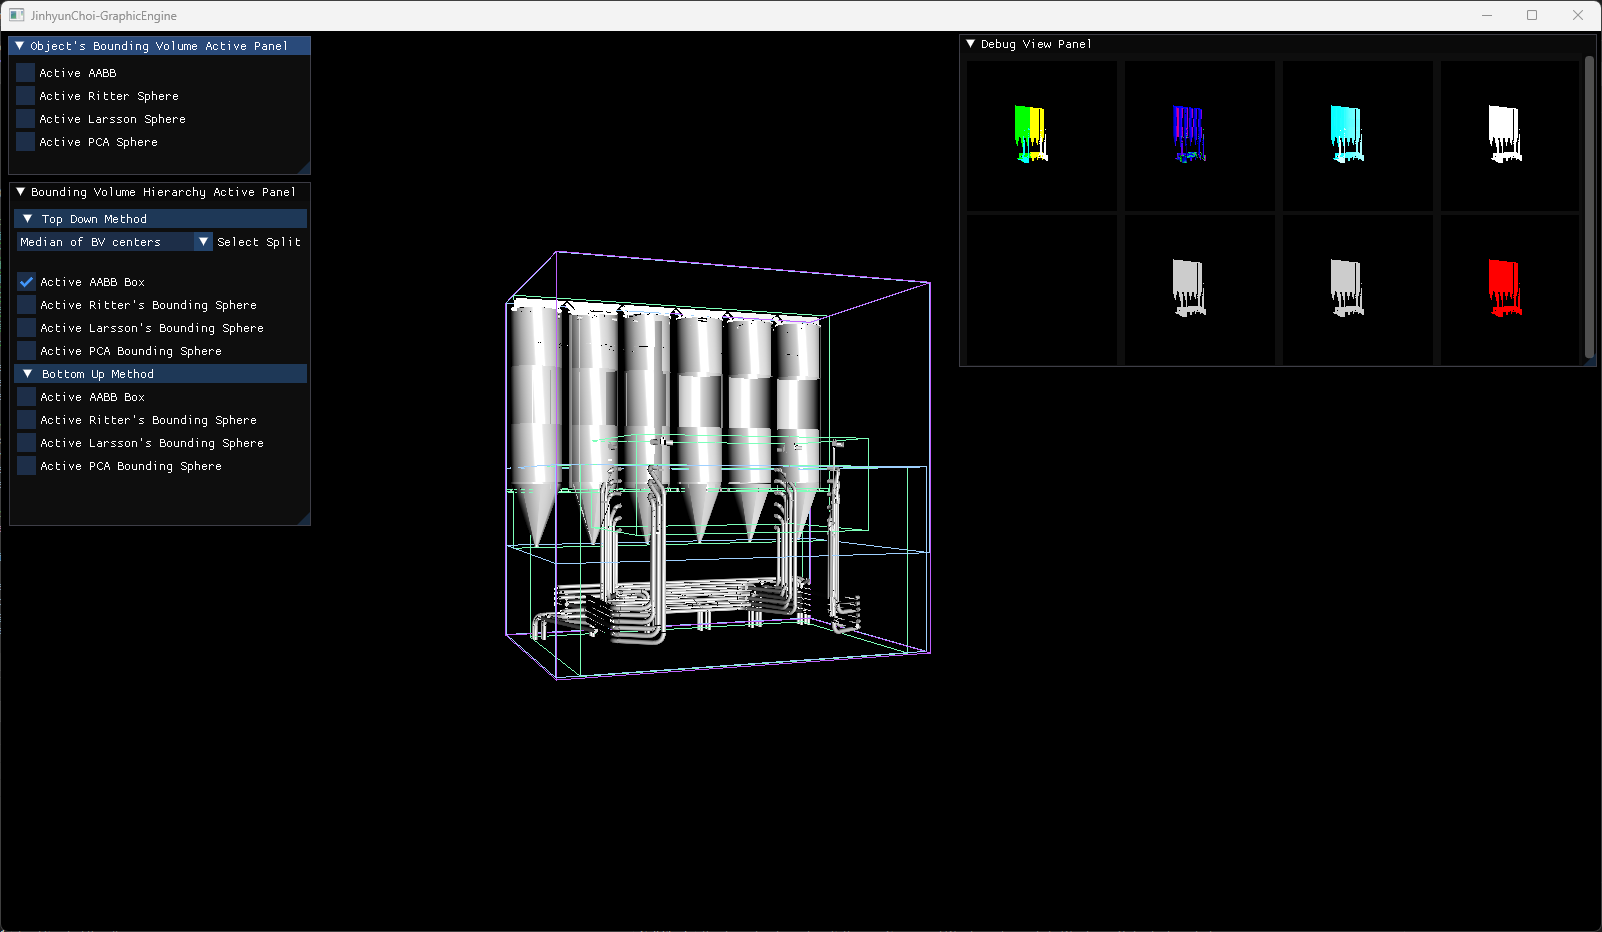 JinhyunChoi-GraphicEngine
Object's Bounding Volume Active Panel
Active AABB
Active Ritter Sphere
Active Larsson Sphere
Active PCA Sphere
Bounding Volume Hierarchy Active Panel
Top Down Method
Median of BV centers Select Split
Active AABB Box
Active Ritter's Bounding Sphere
Active Larsson's Bounding Sphere
Active PCA Bounding Sphere
Bottom Up Method
Active AABB Box
Active Ritter's Bounding Sphere
Active Larsson's Bounding Sphere
Active PCA Bounding Sphere
Debug View Panel